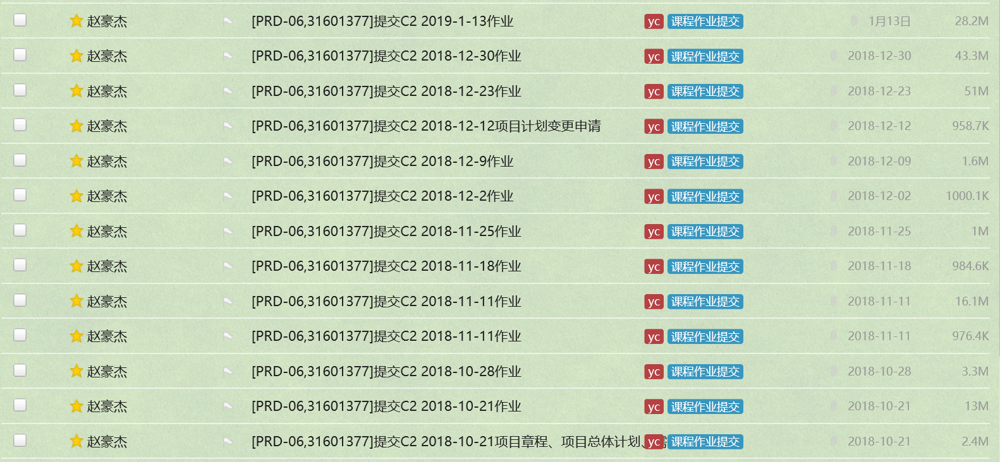 赵豪杰 [PRD-06,31601377]提交C2 2019-1-13作业 yc 课程作业提交 1月13日 28.2M
赵豪杰 [PRD-06,31601377]提交C2 2018-12-30作业 yc 课程作业提交 2018-12-30 43.3M
赵豪杰 [PRD-06,31601377]提交C2 2018-12-23作业 yc 课程作业提交 2018-12-23 51M
赵豪杰 [PRD-06,31601377]提交C2 2018-12-12项目计划变更申请 yc 课程作业提交 2018-12-12 958.7K
赵豪杰 [PRD-06,31601377]提交C2 2018-12-9作业 yc 课程作业提交 2018-12-09 1.6M
赵豪杰 [PRD-06,31601377]提交C2 2018-12-2作业 yc 课程作业提交 2018-12-02 1000.1K
赵豪杰 [PRD-06,31601377]提交C2 2018-11-25作业 yc 课程作业提交 2018-11-25 1M
赵豪杰 [PRD-06,31601377]提交C2 2018-11-18作业 yc 课程作业提交 2018-11-18 984.6K
赵豪杰 [PRD-06,31601377]提交C2 2018-11-11作业 yc 课程作业提交 2018-11-11 16.1M
赵豪杰 [PRD-06,31601377]提交C2 2018-11-11作业 yc 课程作业提交 2018-11-11 976.4K
赵豪杰 [PRD-06,31601377]提交C2 2018-10-28作业 yc 课程作业提交 2018-10-28 3.3M
赵豪杰 [PRD-06,31601377]提交C2 2018-10-21作业 yc 课程作业提交 2018-10-21 13M
赵豪杰 [PRD-06,31601377]提交C2 2018-10-21项目章程、项目总体计划、 yc 课程作业提交 2018-10-21 2.4M